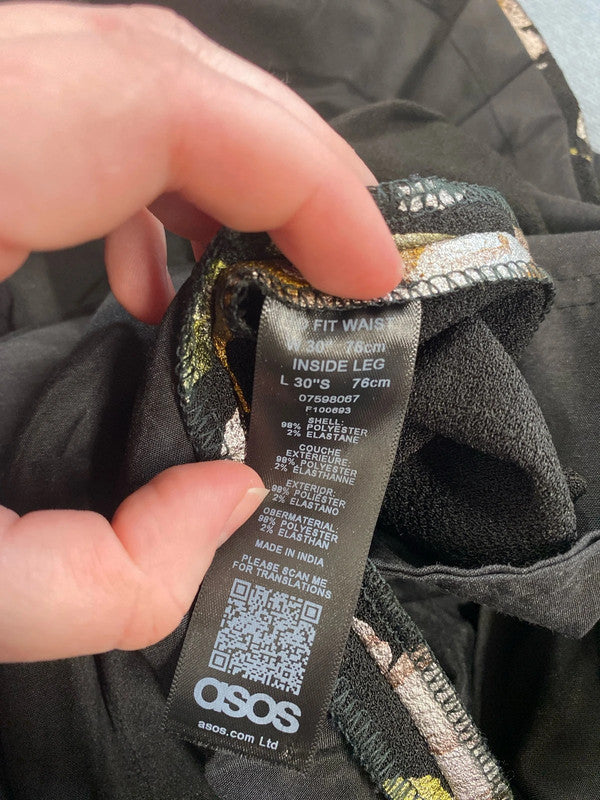 FIT WAIST
W 30" 76cm
INSIDE LEG
L 30"S 76cm
07598067
F100693
SHELL:
98% POLYESTER
2% ELASTANE
COUCHE
EXTÉRIEURE:
98% POLYESTER
2% ELASTHANNE
EXTERIOR:
98% POLIÉSTER
2% ELASTANO
OBERMATERIAL:
98% POLYESTER
2% ELASTHAN
MADE IN INDIA
PLEASE SCAN ME
FOR TRANSLATIONS
asos
asos.com Ltd